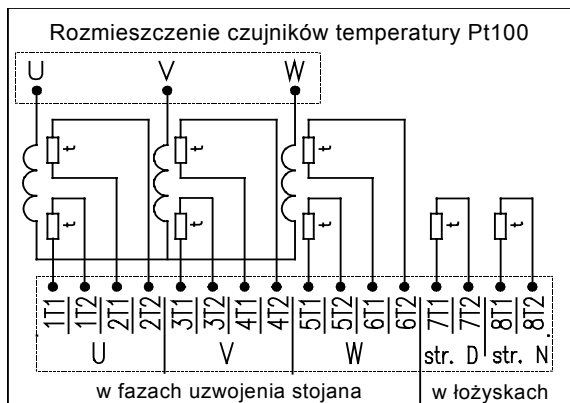 Rozmieszczenie czujników temperatury Pt100
U V W
t t t
t t t t t
1T1 1T2 2T1 2T2 3T1 3T2 4T1 4T2 5T1 5T2 6T1 6T2 7T1 7T2 8T1 8T2
U V W str. D str. N
w fazach uzwojenia stojana w łożyskach